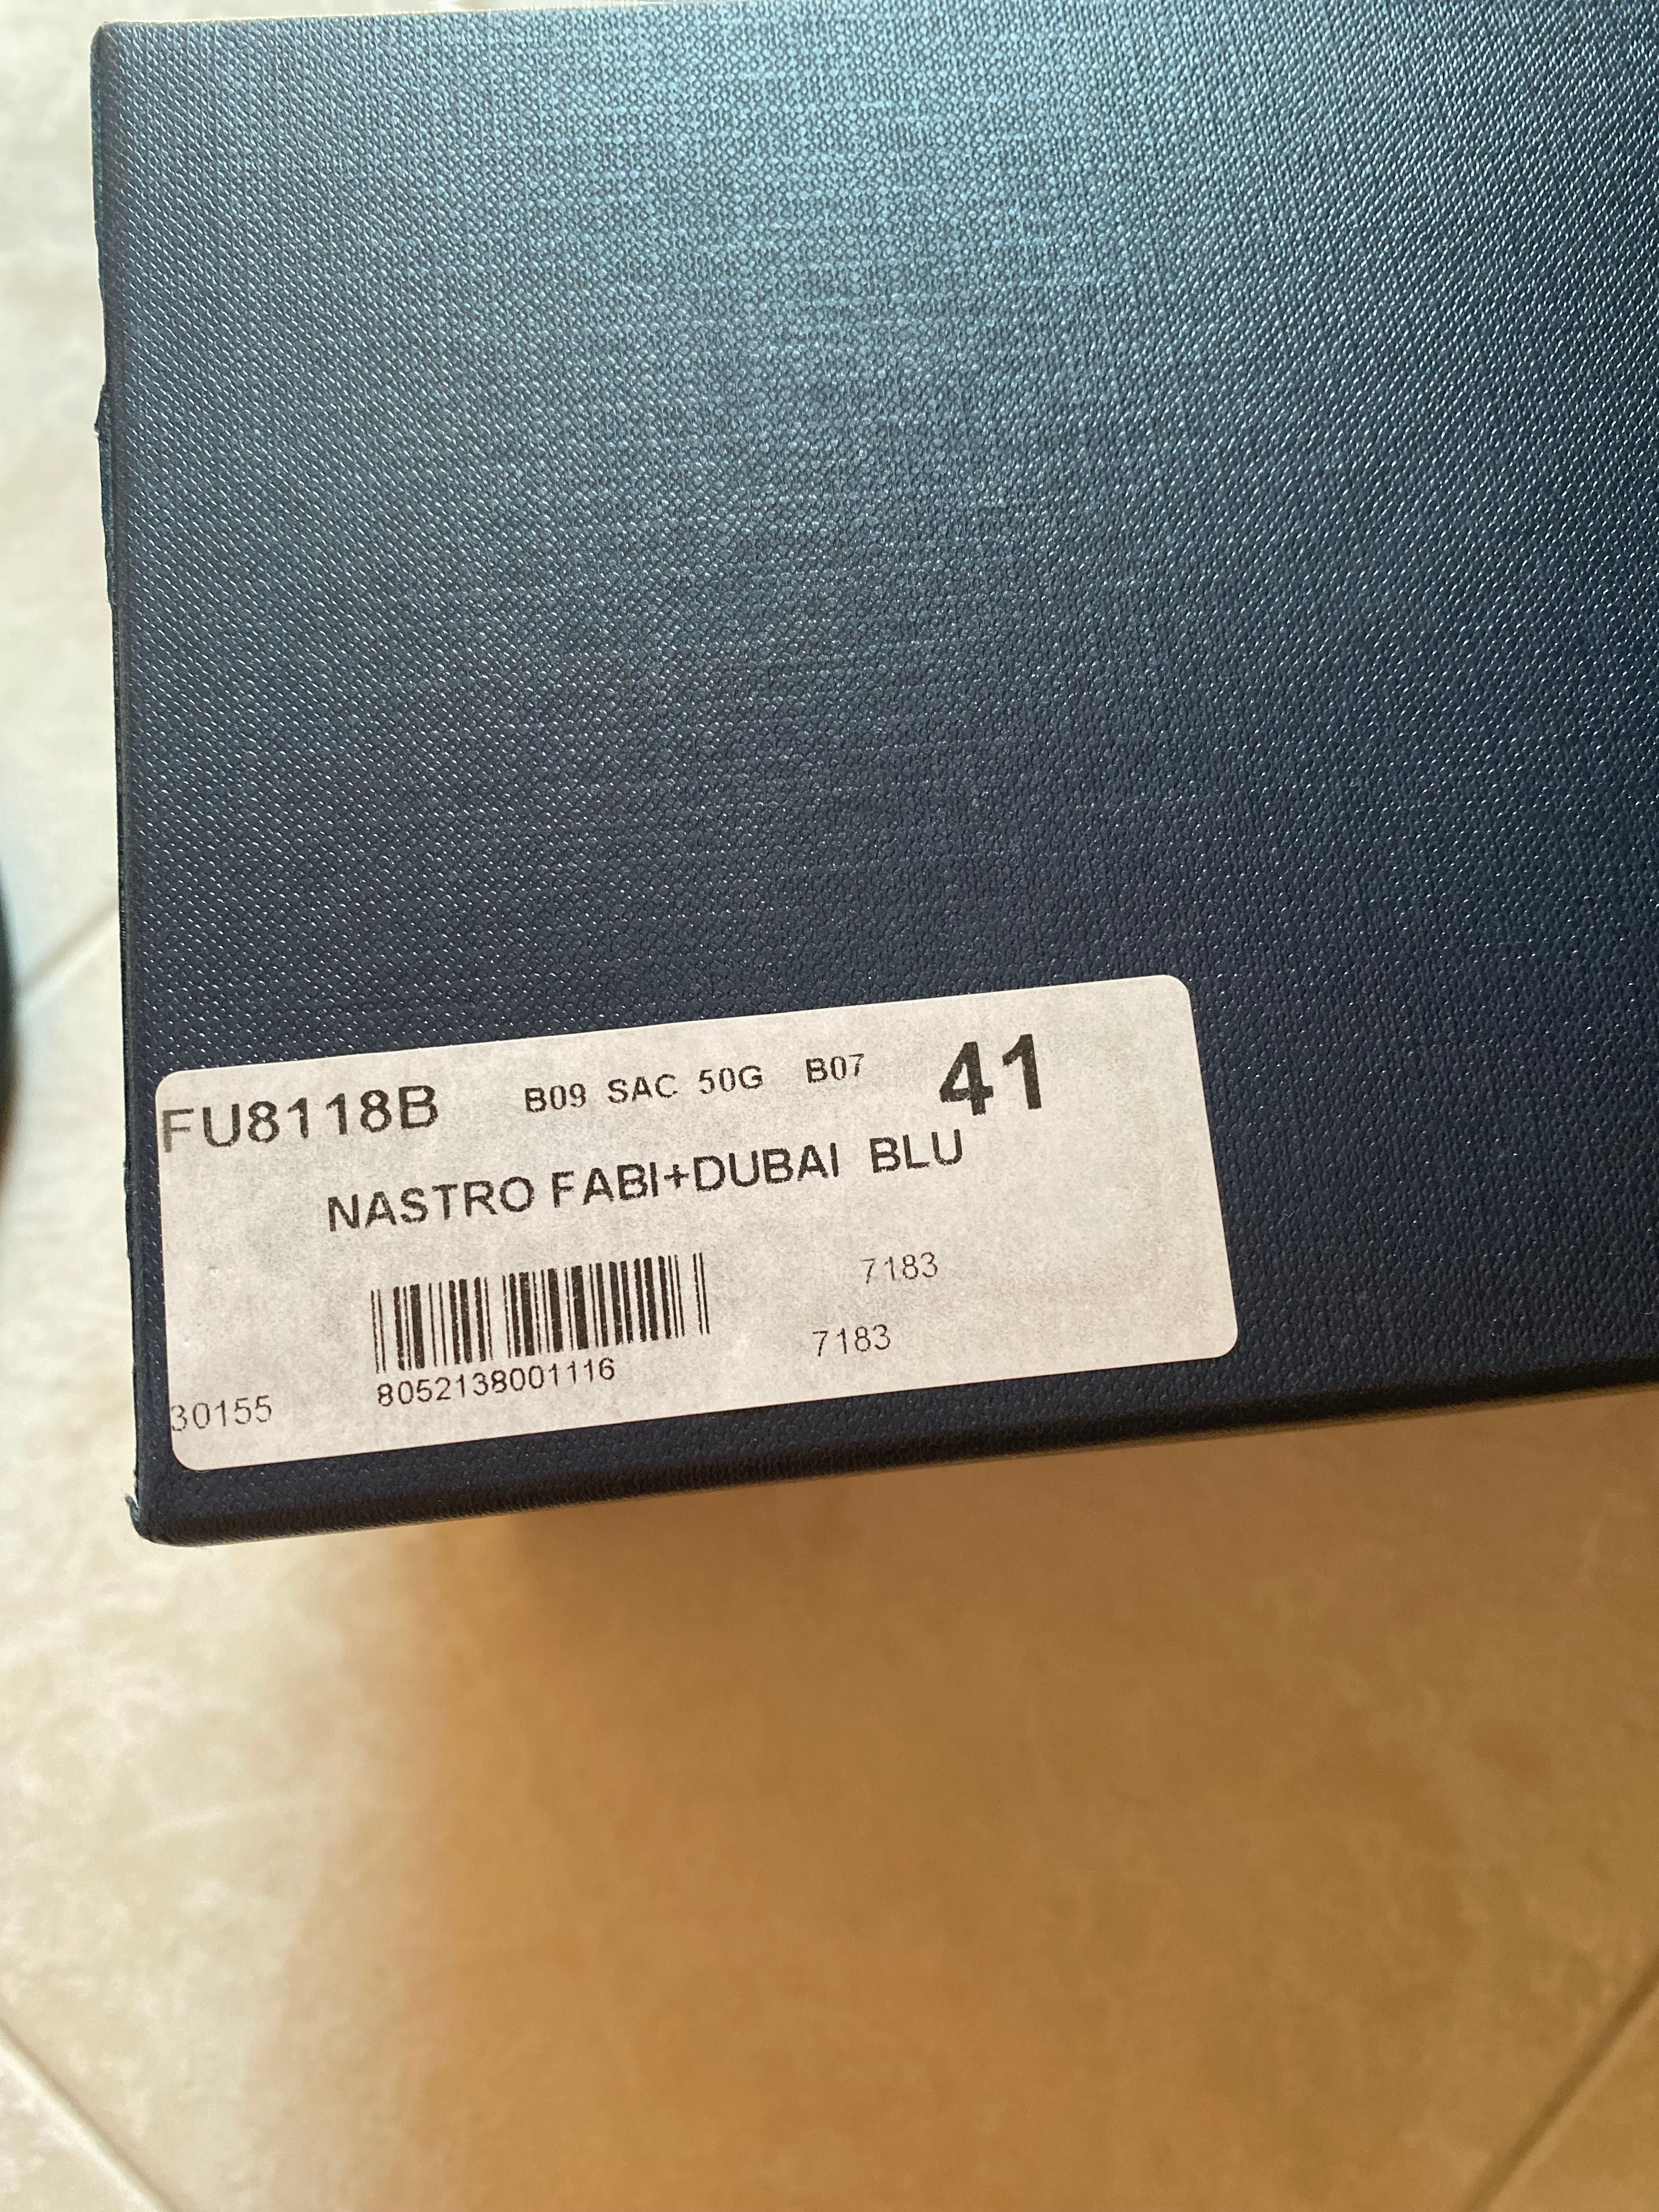 FU8118B B09 SAC 50G B07 41
NASTRO FABI+DUBAI BLU
7183
7183
8052138001116
30155